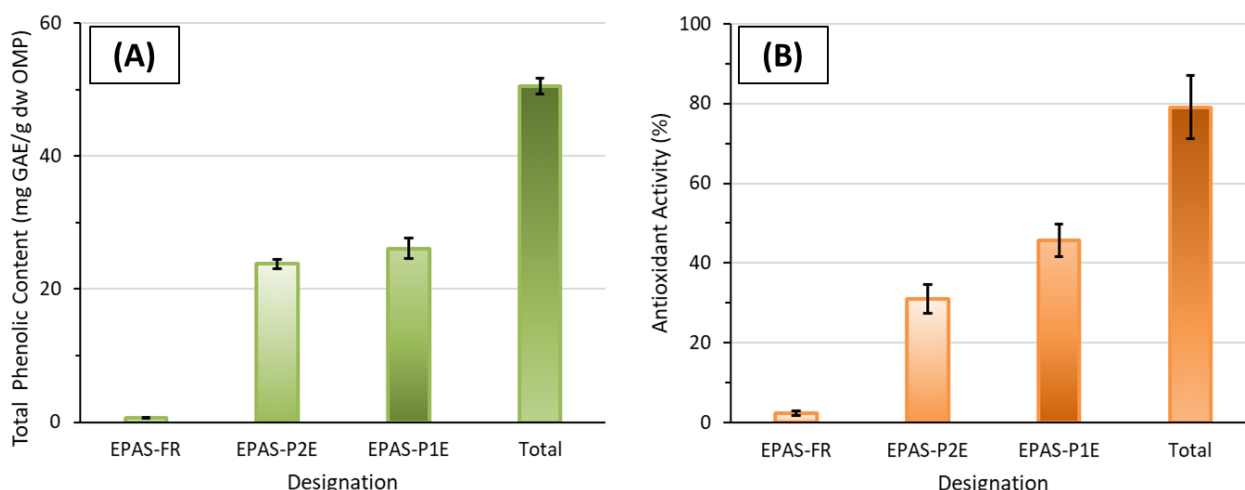 (A)
Total Phenolic Content (mg GAE/g dw OMP)
60
40
20
0
EPAS-FR EPAS-P2E EPAS-P1E Total
Designation
(B)
Antioxidant Activity (%)
100
80
60
40
20
0
EPAS-FR EPAS-P2E EPAS-P1E Total
Designation